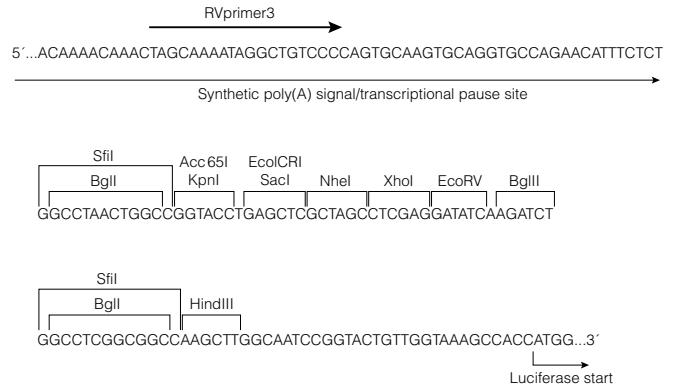 RVprimer3
5´...ACAAAACAAACTAGCAAAATAGGCTGTCCCCAGTGCAAGTGCAGGTGCCAGAACATTTCTCT
Synthetic poly(A) signal/transcriptional pause site
SfiI
Acc65I EcoICRI
BglI KpnI SacI NheI XhoI EcoRV BglII
GGCCTAACTGGCCGGTACCTGAGCTCGCTAGCCTCGAGGATATCAAGATCT
SfiI
BglI HindIII
GGCCTCGGCGGCCAAGCTTGGCAATCCGGTACTGTTGGTAAAGCCACCATGG...3´
Luciferase start